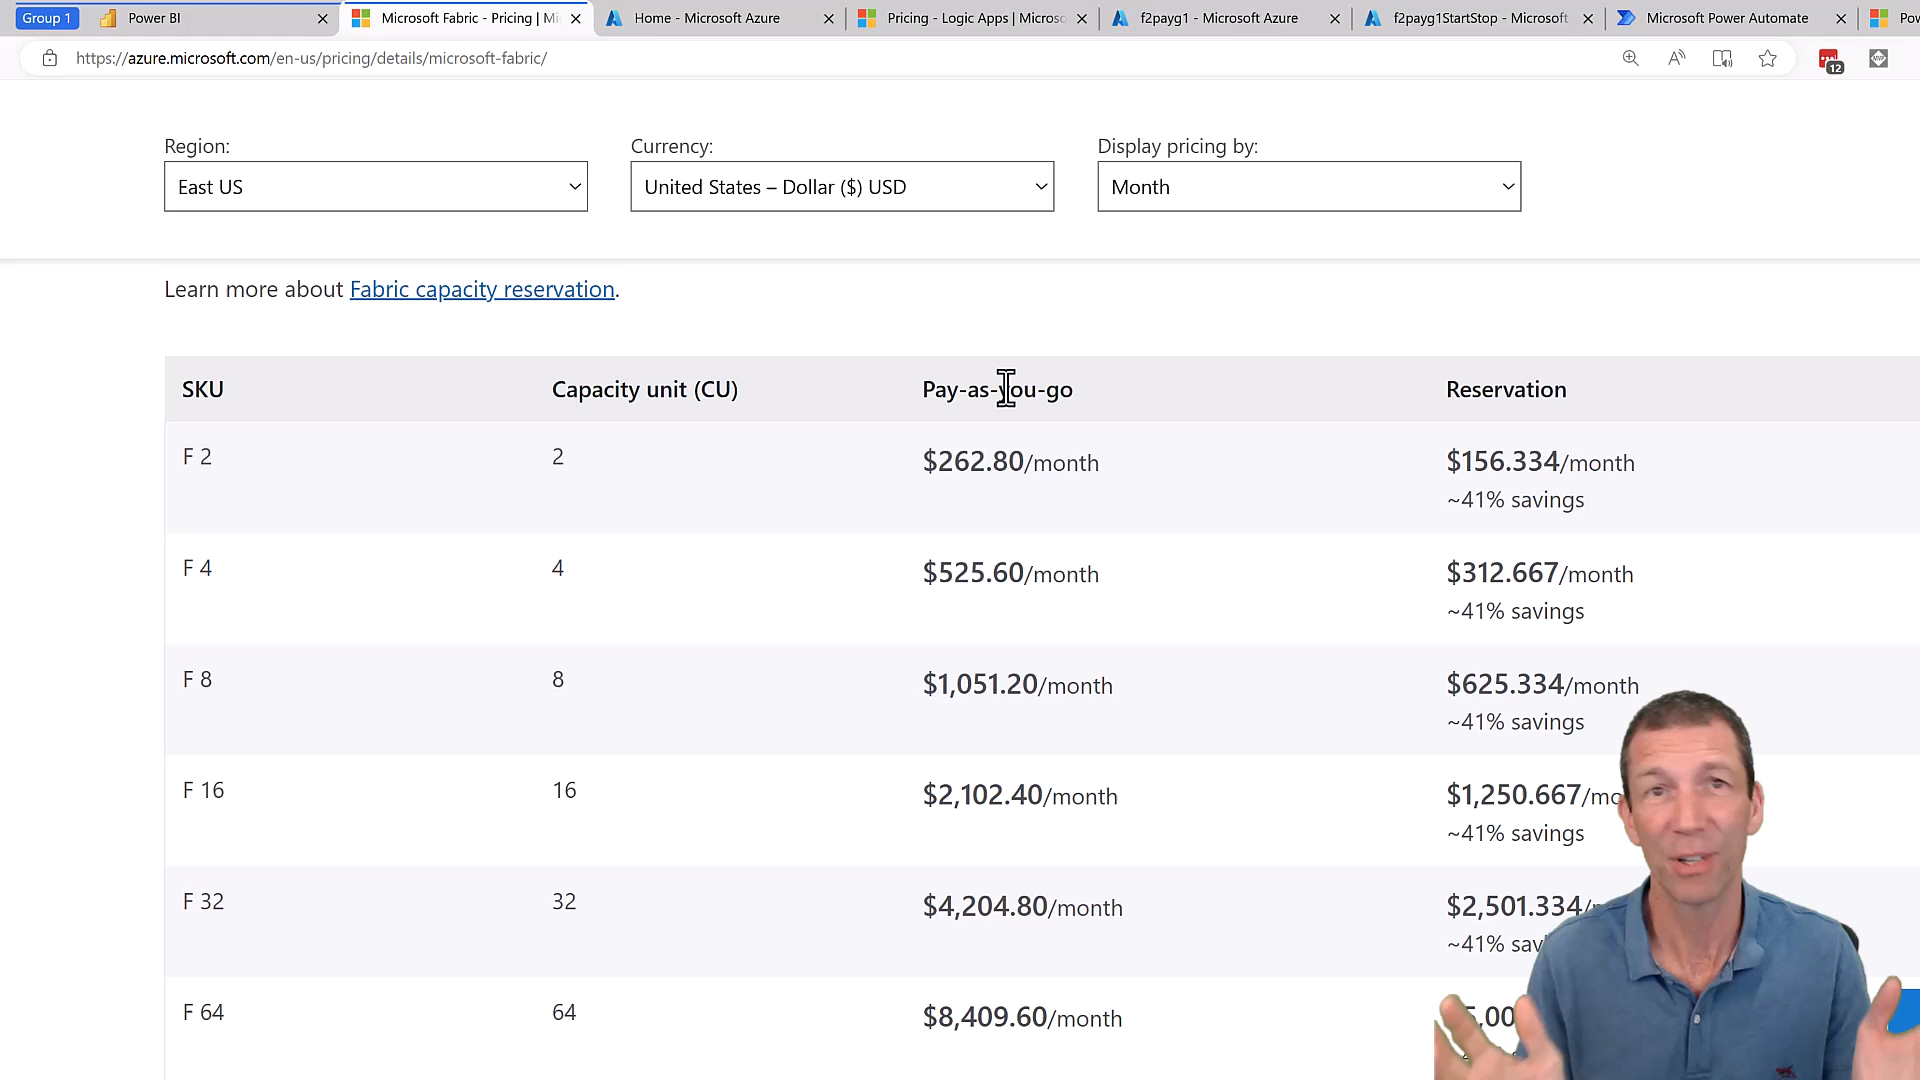 Group 1
Power BI
Microsoft Fabric - Pricing | Mi
Home - Microsoft Azure
Pricing - Logic Apps | Microso
f2payg1 - Microsoft Azure
f2payg1StartStop - Microsoft
Microsoft Power Automate
Pow
https://azure.microsoft.com/en-us/pricing/details/microsoft-fabric/
12
Region:
Currency:
Display pricing by:
East US
United States – Dollar ($) USD
Month
Learn more about Fabric capacity reservation.
SKU
Capacity unit (CU)
Pay-as-you-go
Reservation
F 2
2
$262.80/month
$156.334/month
~41% savings
F 4
4
$525.60/month
$312.667/month
~41% savings
F 8
8
$1,051.20/month
$625.334/month
~41% savings
F 16
16
$2,102.40/month
$1,250.667/mo
~41% savings
F 32
32
$4,204.80/month
$2,501.334/
~41% sav
F 64
64
$8,409.60/month